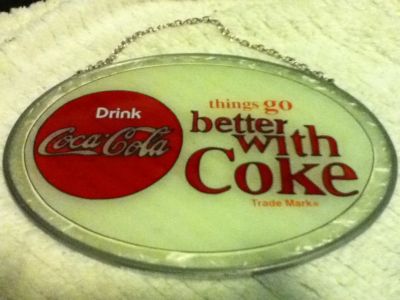 Drink
Coca-Cola
things go
better
with
Coke
Trade Mark®